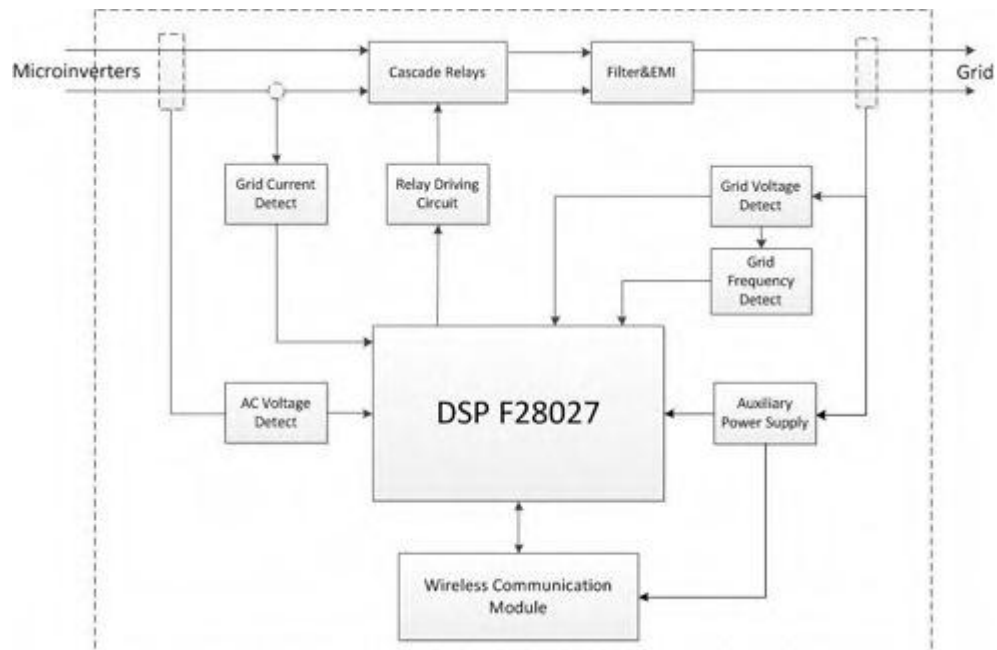 Microinverters
Cascade Relays
Filter&EMI
Grid
Grid Current
Detect
Relay Driving
Circuit
Grid Voltage
Detect
Grid
Frequency
Detect
AC Voltage
Detect
DSP F28027
Auxiliary
Power Supply
Wireless Communication
Module